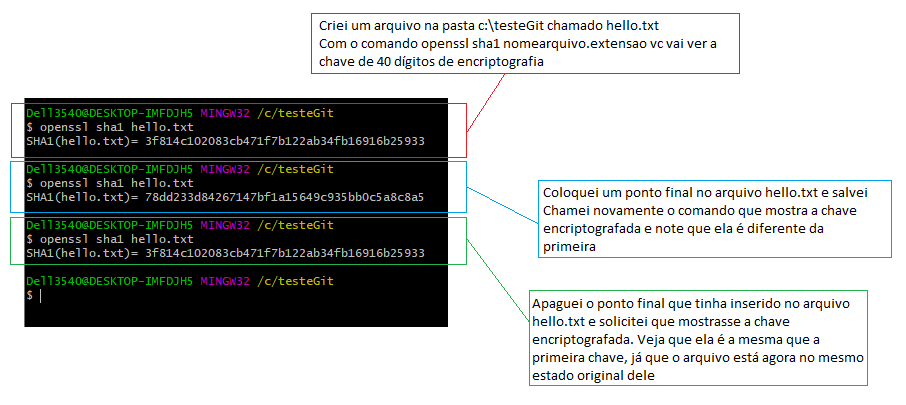 Criei um arquivo na pasta c:\testeGit chamado hello.txt
Com o comando openssl sha1 nomearquivo.extensao vc vai ver a
chave de 40 dígitos de encriptografia
Dell3540@DESKTOP-IMFDJH5 MINGW32 /c/testeGit
$ openssl sha1 hello.txt
SHA1(hello.txt)= 3f814c102083cb471f7b122ab34fb16916b25933
Dell3540@DESKTOP-IMFDJH5 MINGW32 /c/testeGit
$ openssl sha1 hello.txt
SHA1(hello.txt)= 78dd233d84267147bf1a15649c935bb0c5a8c8a5
Coloquei um ponto final no arquivo hello.txt e salvei
Chamei novamente o comando que mostra a chave
encriptografada e note que ela é diferente da
primeira
Dell3540@DESKTOP-IMFDJH5 MINGW32 /c/testeGit
$ openssl sha1 hello.txt
SHA1(hello.txt)= 3f814c102083cb471f7b122ab34fb16916b25933
Dell3540@DESKTOP-IMFDJH5 MINGW32 /c/testeGit
$
Apaguei o ponto final que tinha inserido no arquivo
hello.txt e solicitei que mostrasse a chave
encriptografada. Veja que ela é a mesma que a
primeira chave, já que o arquivo está agora no mesmo
estado original dele